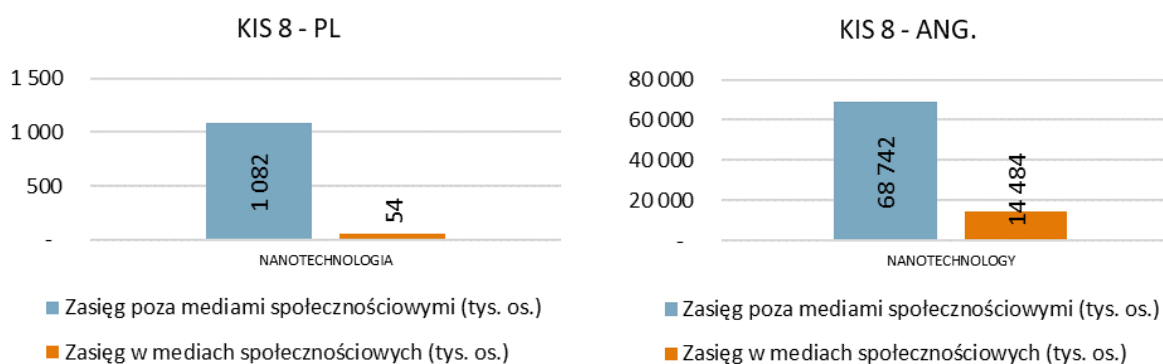 KIS 8 - PL
1 500
1 000
500
-
1 082
54
NANOTECHNOLOGIA
Zasięg poza mediami społecznościowymi (tys. os.)
Zasięg w mediach społecznościowych (tys. os.)
KIS 8 - ANG.
80 000
60 000
40 000
20 000
-
68 742
14 484
NANOTECHNOLOGY
Zasięg poza mediami społecznościowymi (tys. os.)
Zasięg w mediach społecznościowych (tys. os.)